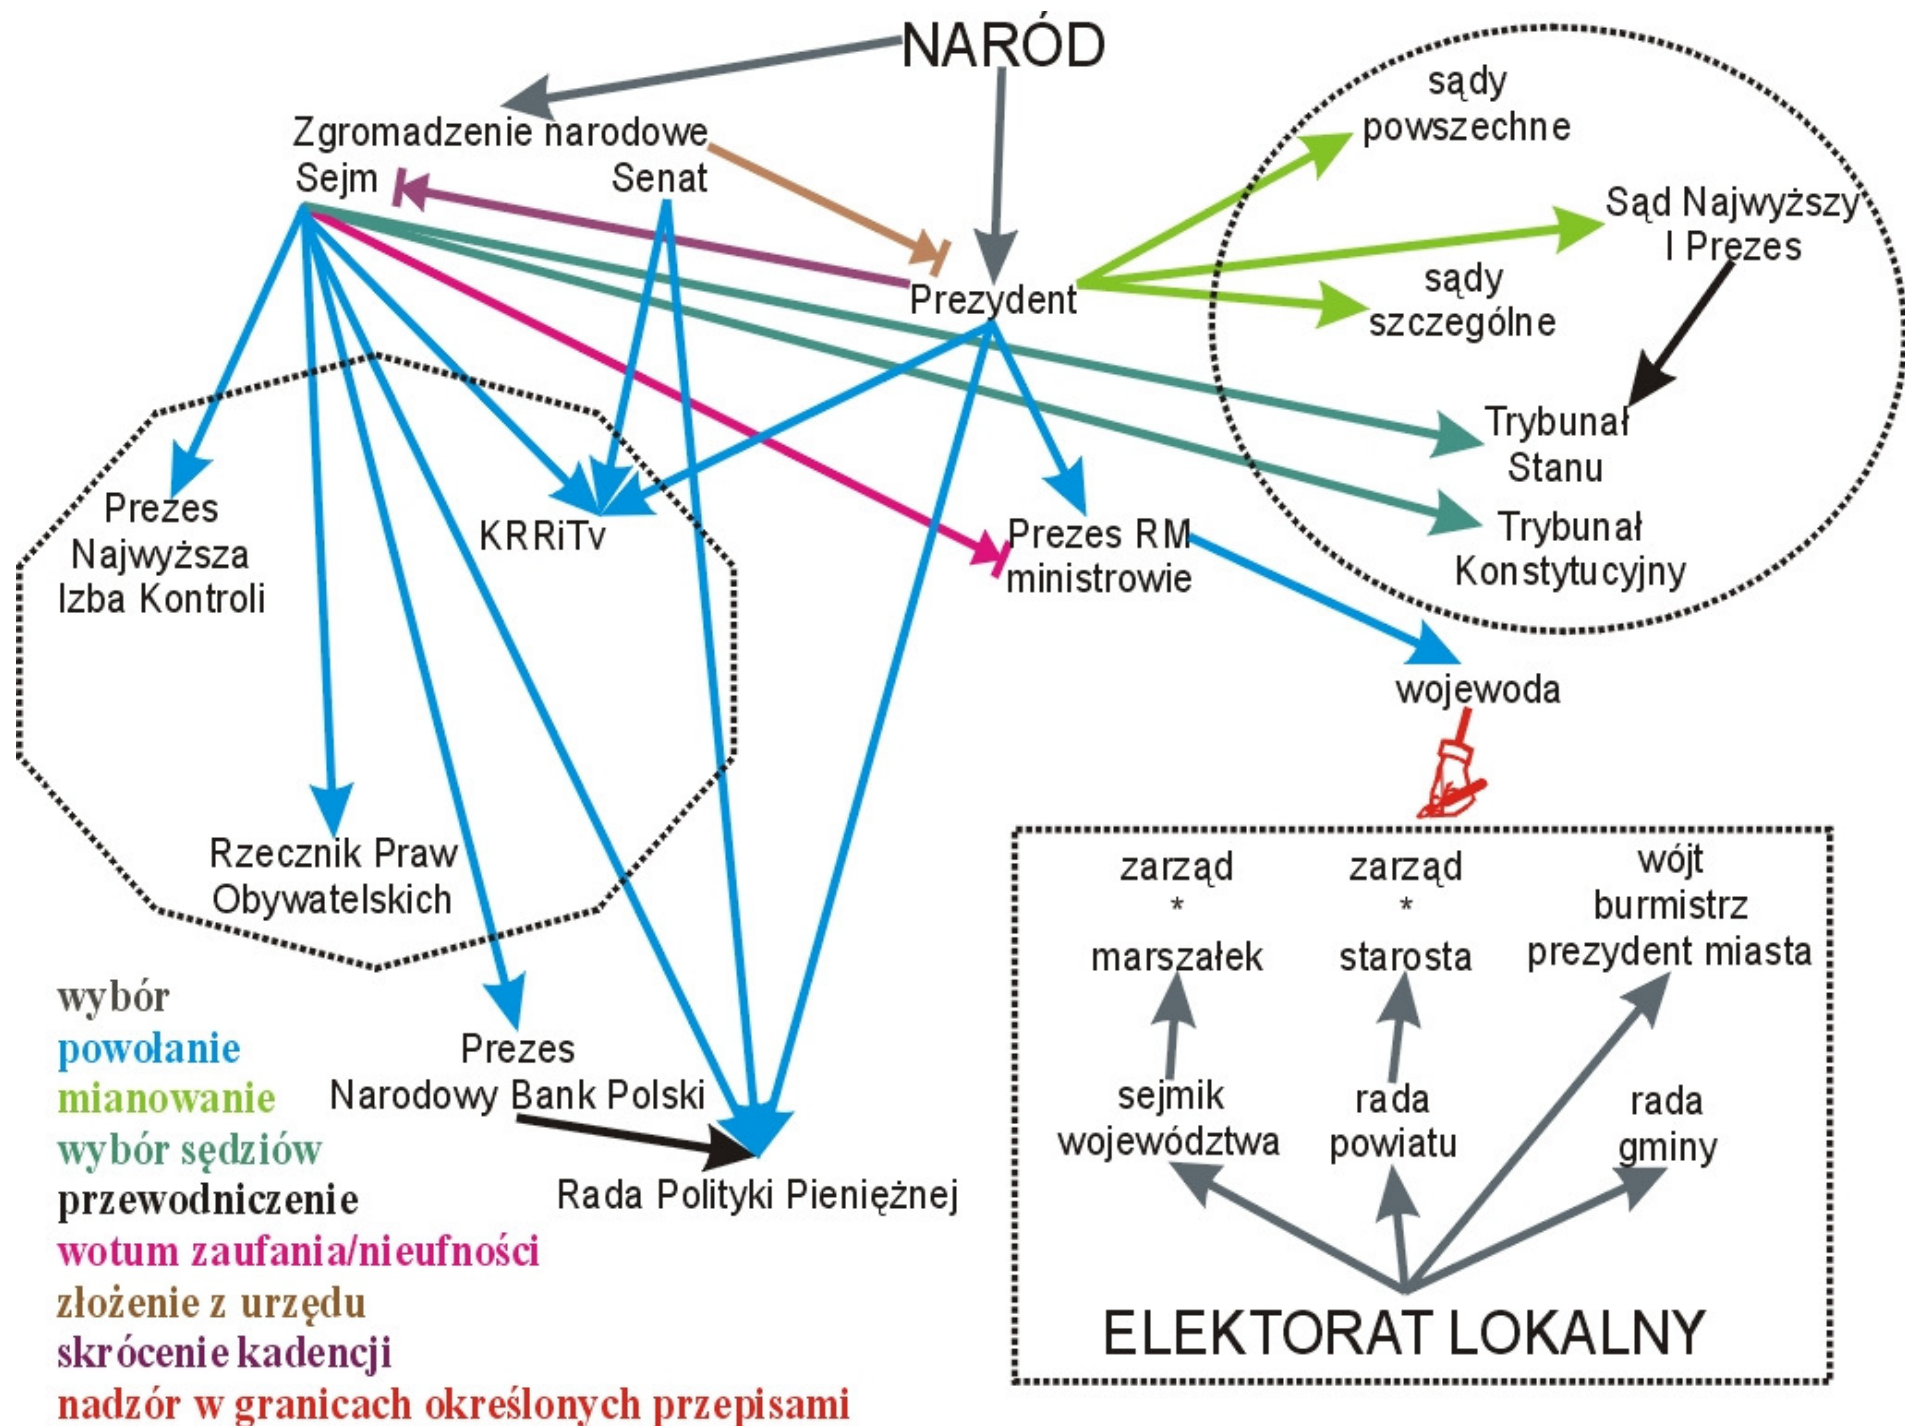 NARÓD
Zgromadzenie narodowe
Sejm
Senat
Prezydent
sądy
powszechne
Sąd Najwyższy
I Prezes
sądy
szczególne
Trybunał
Stanu
Trybunał
Konstytucyjny
Prezes
Najwyższa
Izba Kontroli
KRRiTv
Prezes RM
ministrowie
wojewoda
Rzecznik Praw
Obywatelskich
Prezes
Narodowy Bank Polski
Rada Polityki Pieniężnej
zarząd
*
marszałek
zarząd
*
starosta
wójt
burmistrz
prezydent miasta
sejmik
województwa
rada
powiatu
rada
gminy
ELEKTORAT LOKALNY
wybór
powołanie
mianowanie
wybór sędziów
przewodniczenie
wotum zaufania/nieufności
złożenie z urzędu
skrócenie kadencji
nadzór w granicach określonych przepisami